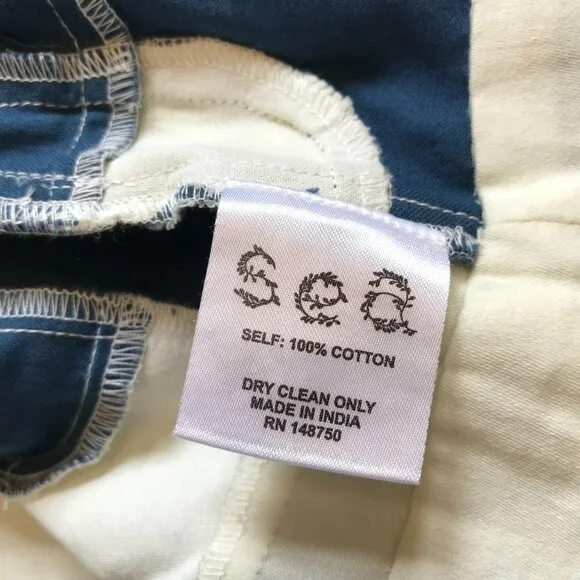 Sea
SELF: 100% COTTON
DRY CLEAN ONLY
MADE IN INDIA
RN 148750